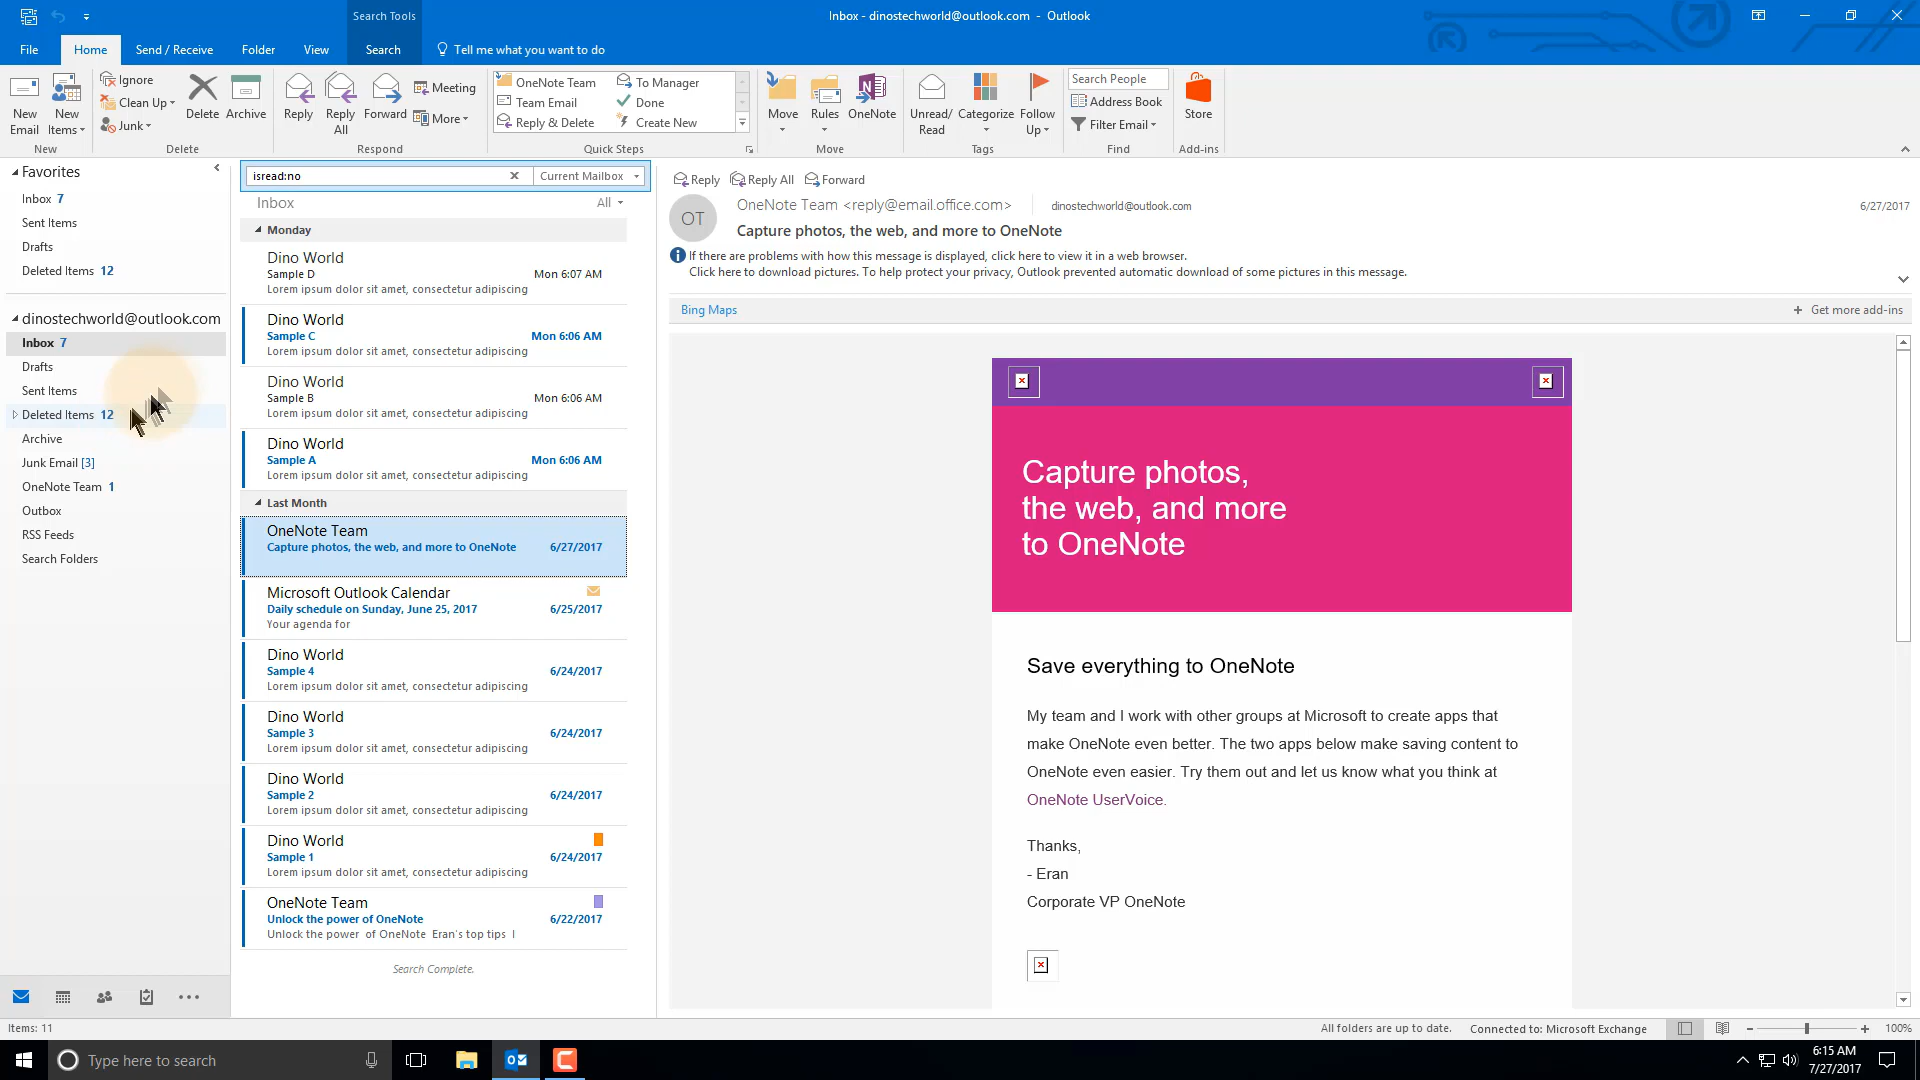 Search Tools
Inbox - dinostechworld@outlook.com - Outlook
File Home Send / Receive Folder View Search Tell me what you want to do
New Email
New Items
New
Ignore
Clean Up
Junk
Delete
Archive
Delete
Reply
Reply All
Forward
Meeting
More
Respond
OneNote Team
To Manager
Team Email
Done
Reply & Delete
Create New
Quick Steps
Move
Rules
OneNote
Move
Unread/ Read
Categorize
Follow Up
Tags
Search People
Address Book
Filter Email
Find
Store
Add-ins
Favorites
Inbox 7
Sent Items
Drafts
Deleted Items 12
dinostechworld@outlook.com
Inbox 7
Drafts
Sent Items
Deleted Items 12
Archive
Junk Email [3]
OneNote Team 1
Outbox
RSS Feeds
Search Folders
Items: 11
isread:no
Current Mailbox
Inbox All
Monday
Dino World
Sample D Mon 6:07 AM
Lorem ipsum dolor sit amet, consectetur adipiscing
Dino World
Sample C Mon 6:06 AM
Lorem ipsum dolor sit amet, consectetur adipiscing
Dino World
Sample B Mon 6:06 AM
Lorem ipsum dolor sit amet, consectetur adipiscing
Dino World
Sample A Mon 6:06 AM
Lorem ipsum dolor sit amet, consectetur adipiscing
Last Month
OneNote Team
Capture photos, the web, and more to OneNote 6/27/2017
Microsoft Outlook Calendar
Daily schedule on Sunday, June 25, 2017 6/25/2017
Your agenda for
Dino World
Sample 4 6/24/2017
Lorem ipsum dolor sit amet, consectetur adipiscing
Dino World
Sample 3 6/24/2017
Lorem ipsum dolor sit amet, consectetur adipiscing
Dino World
Sample 2 6/24/2017
Lorem ipsum dolor sit amet, consectetur adipiscing
Dino World
Sample 1 6/24/2017
Lorem ipsum dolor sit amet, consectetur adipiscing
OneNote Team
Unlock the power of OneNote 6/22/2017
Unlock the power of OneNote Eran's top tips I
Search Complete.
Reply Reply All Forward
OT
OneNote Team <reply@email.office.com> dinostechworld@outlook.com 6/27/2017
Capture photos, the web, and more to OneNote
If there are problems with how this message is displayed, click here to view it in a web browser.
Click here to download pictures. To help protect your privacy, Outlook prevented automatic download of some pictures in this message.
Bing Maps + Get more add-ins
Capture photos,
the web, and more
to OneNote
Save everything to OneNote
My team and I work with other groups at Microsoft to create apps that
make OneNote even better. The two apps below make saving content to
OneNote even easier. Try them out and let us know what you think at
OneNote UserVoice.
Thanks,
- Eran
Corporate VP OneNote
All folders are up to date. Connected to: Microsoft Exchange 100%
Type here to search
6:15 AM
7/27/2017